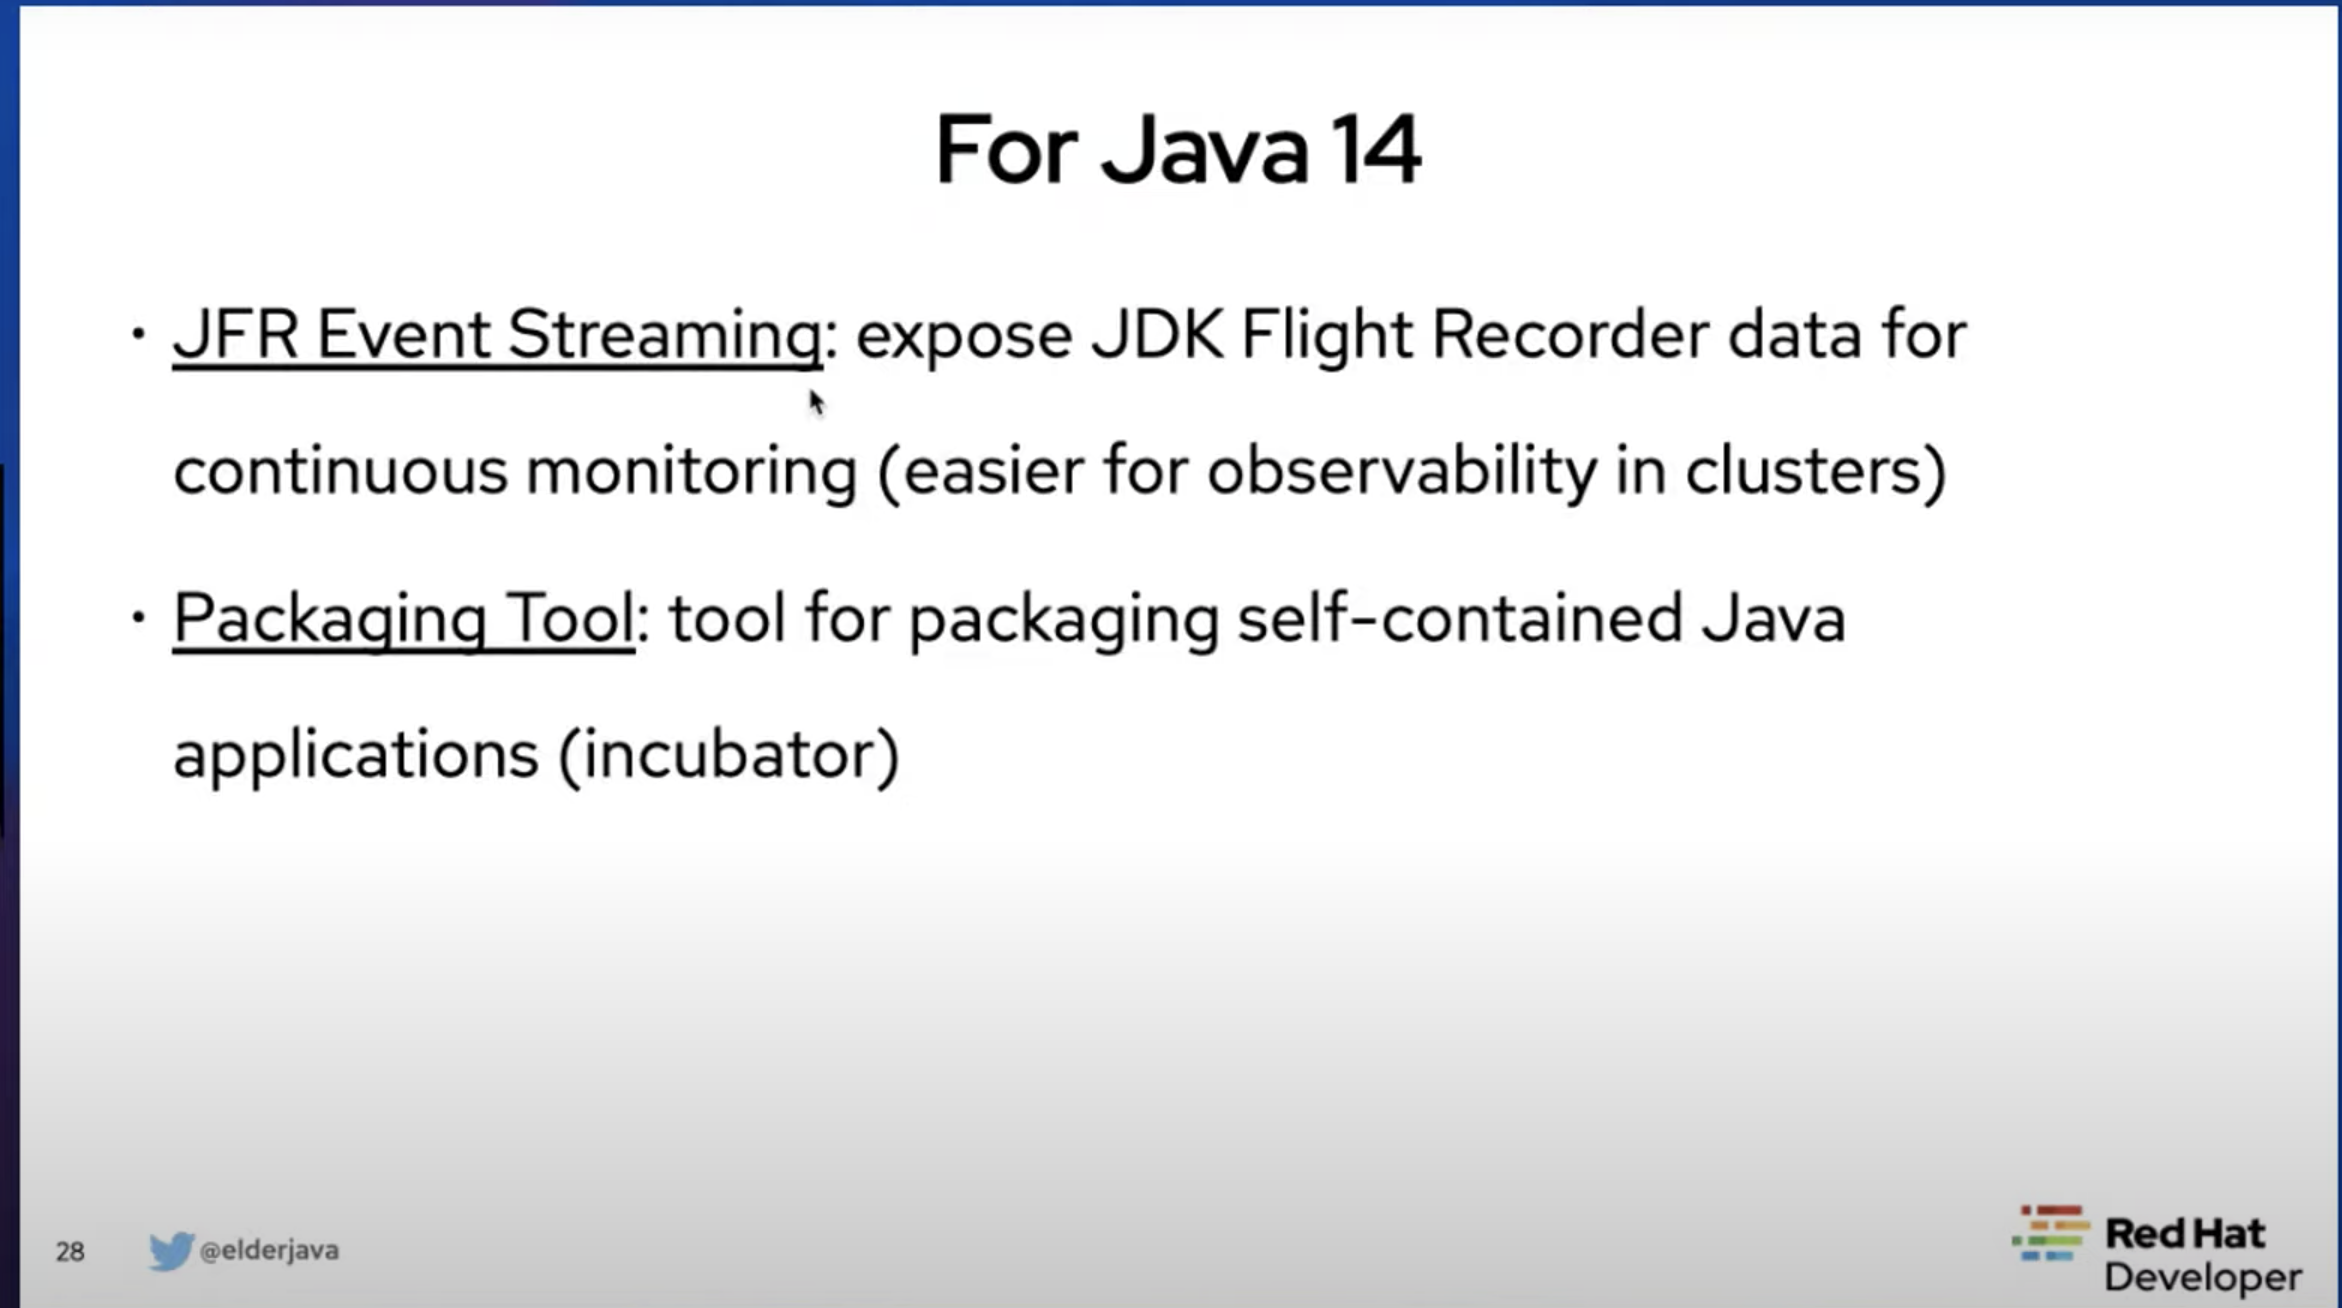 For Java 14
· JFR Event Streaming: expose JDK Flight Recorder data for
continuous monitoring (easier for observability in clusters)
· Packaging Tool: tool for packaging self-contained Java
applications (incubator)
28
@elderjava
Red Hat
Developer